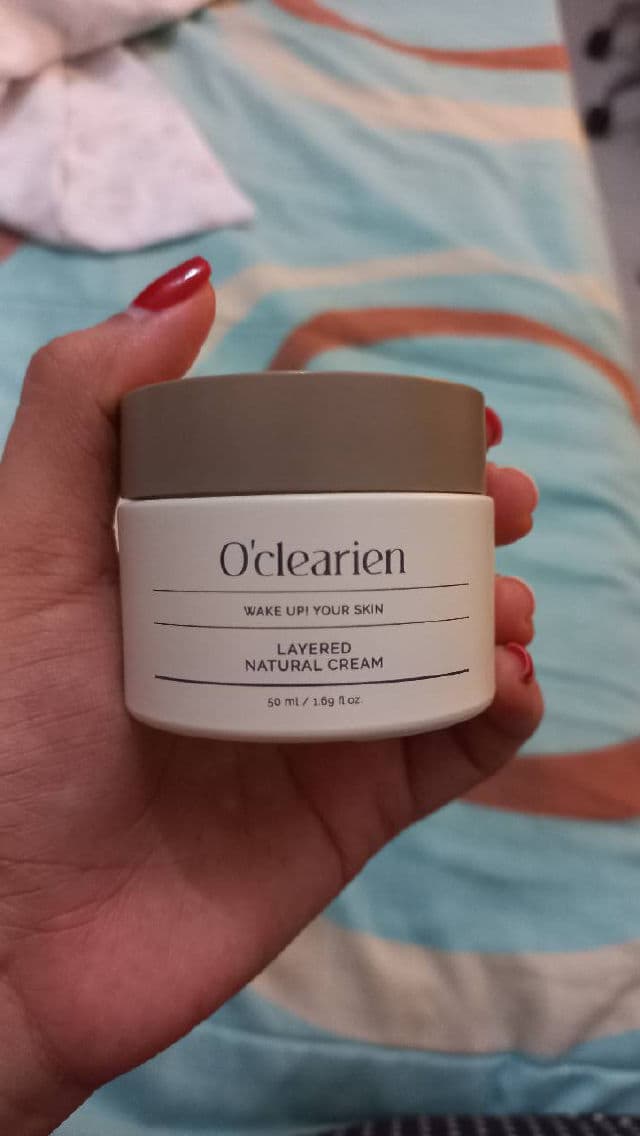 O'clearien
WAKE UP! YOUR SKIN
LAYERED
NATURAL CREAM
50 ml / 1.69 fl oz.